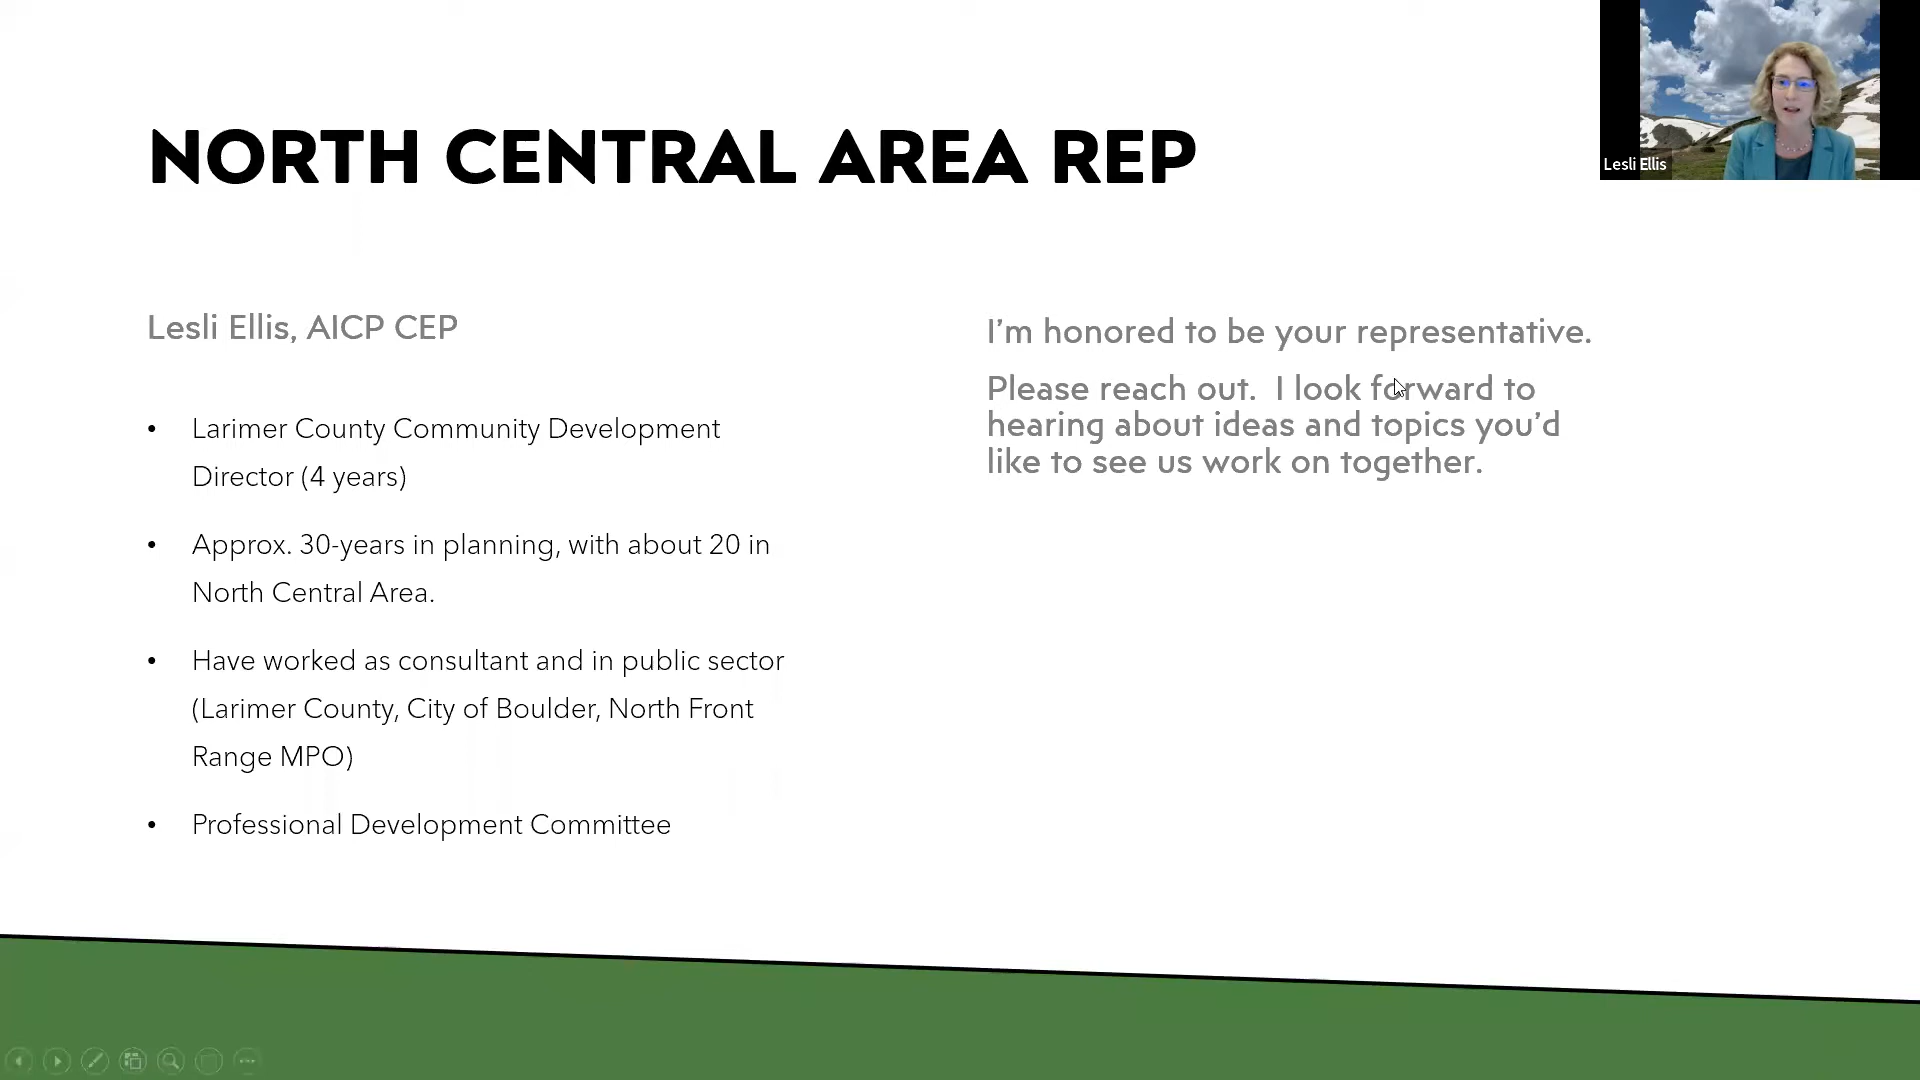 NORTH CENTRAL AREA REP
Lesli Ellis
Lesli Ellis, AICP CEP
• Larimer County Community Development
Director (4 years)
• Approx. 30-years in planning, with about 20 in
North Central Area.
• Have worked as consultant and in public sector
(Larimer County, City of Boulder, North Front
Range MPO)
• Professional Development Committee
I’m honored to be your representative.
Please reach out.  I look forward to
hearing about ideas and topics you’d
like to see us work on together.